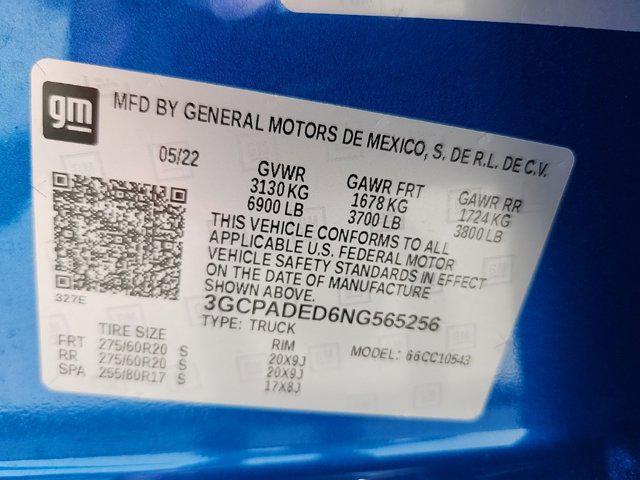 gm
MFD BY GENERAL MOTORS DE MEXICO, S. DE R.L. DE C.V.
05/22
GVWR GAWR FRT GAWR RR
3130 KG 1678 KG 1724 KG
6900 LB 3700 LB 3800 LB
THIS VEHICLE CONFORMS TO ALL
APPLICABLE U.S. FEDERAL MOTOR
VEHICLE SAFETY STANDARDS IN EFFECT
ON THE DATE OF MANUFACTURE
SHOWN ABOVE.
327E
3GCPADED6NG565256
TYPE: TRUCK
TIRE SIZE RIM MODEL: 66CC10543
FRT 275/60R20 S 20X9J
RR 275/60R20 S 20X9J
SPA 255/80R17 S 17X8J